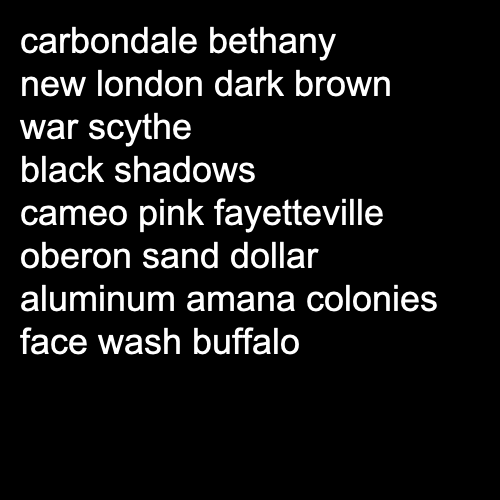 carbondale bethany
new london dark brown
war scythe
black shadows
cameo pink fayetteville
oberon sand dollar
aluminum amana colonies
face wash buffalo